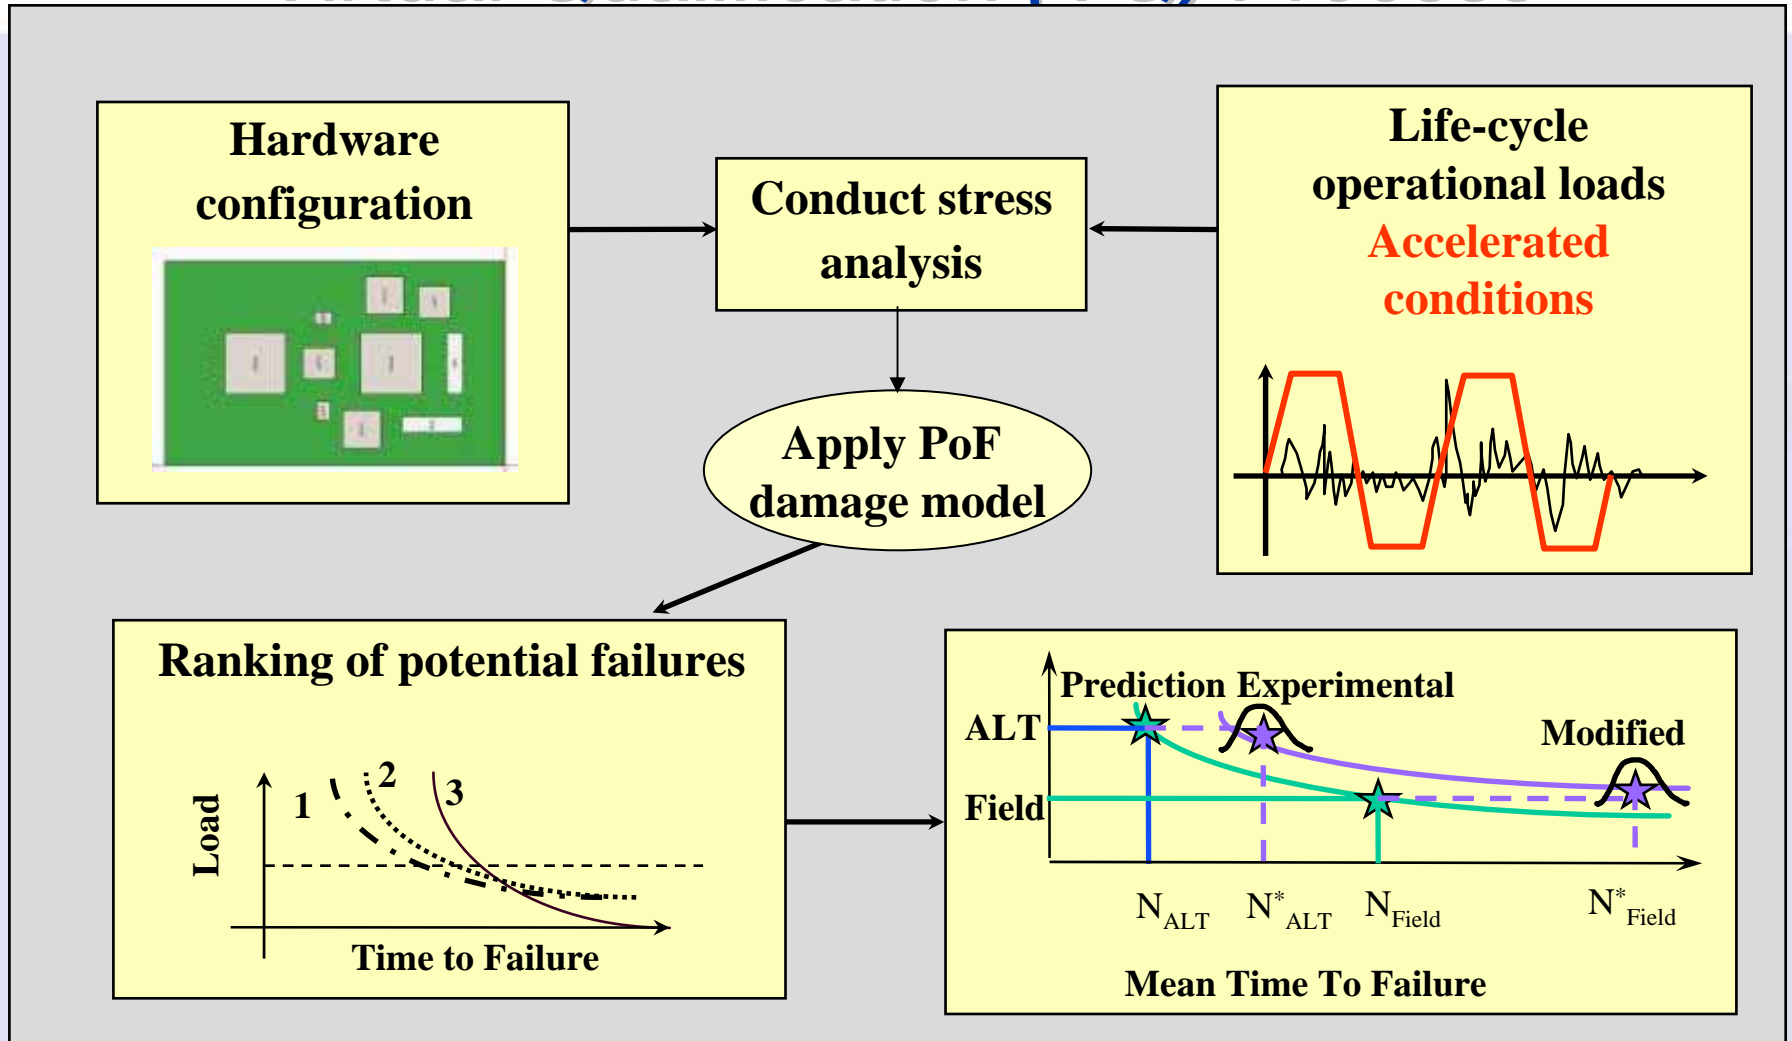 Hardware
configuration
Conduct stress
analysis
Life-cycle
operational loads
Accelerated
conditions
Apply PoF
damage model
Ranking of potential failures
1
2
3
Load
Time to Failure
Prediction Experimental
ALT
Modified
Field
N_ALT N*_ALT N_Field N*_Field
Mean Time To Failure